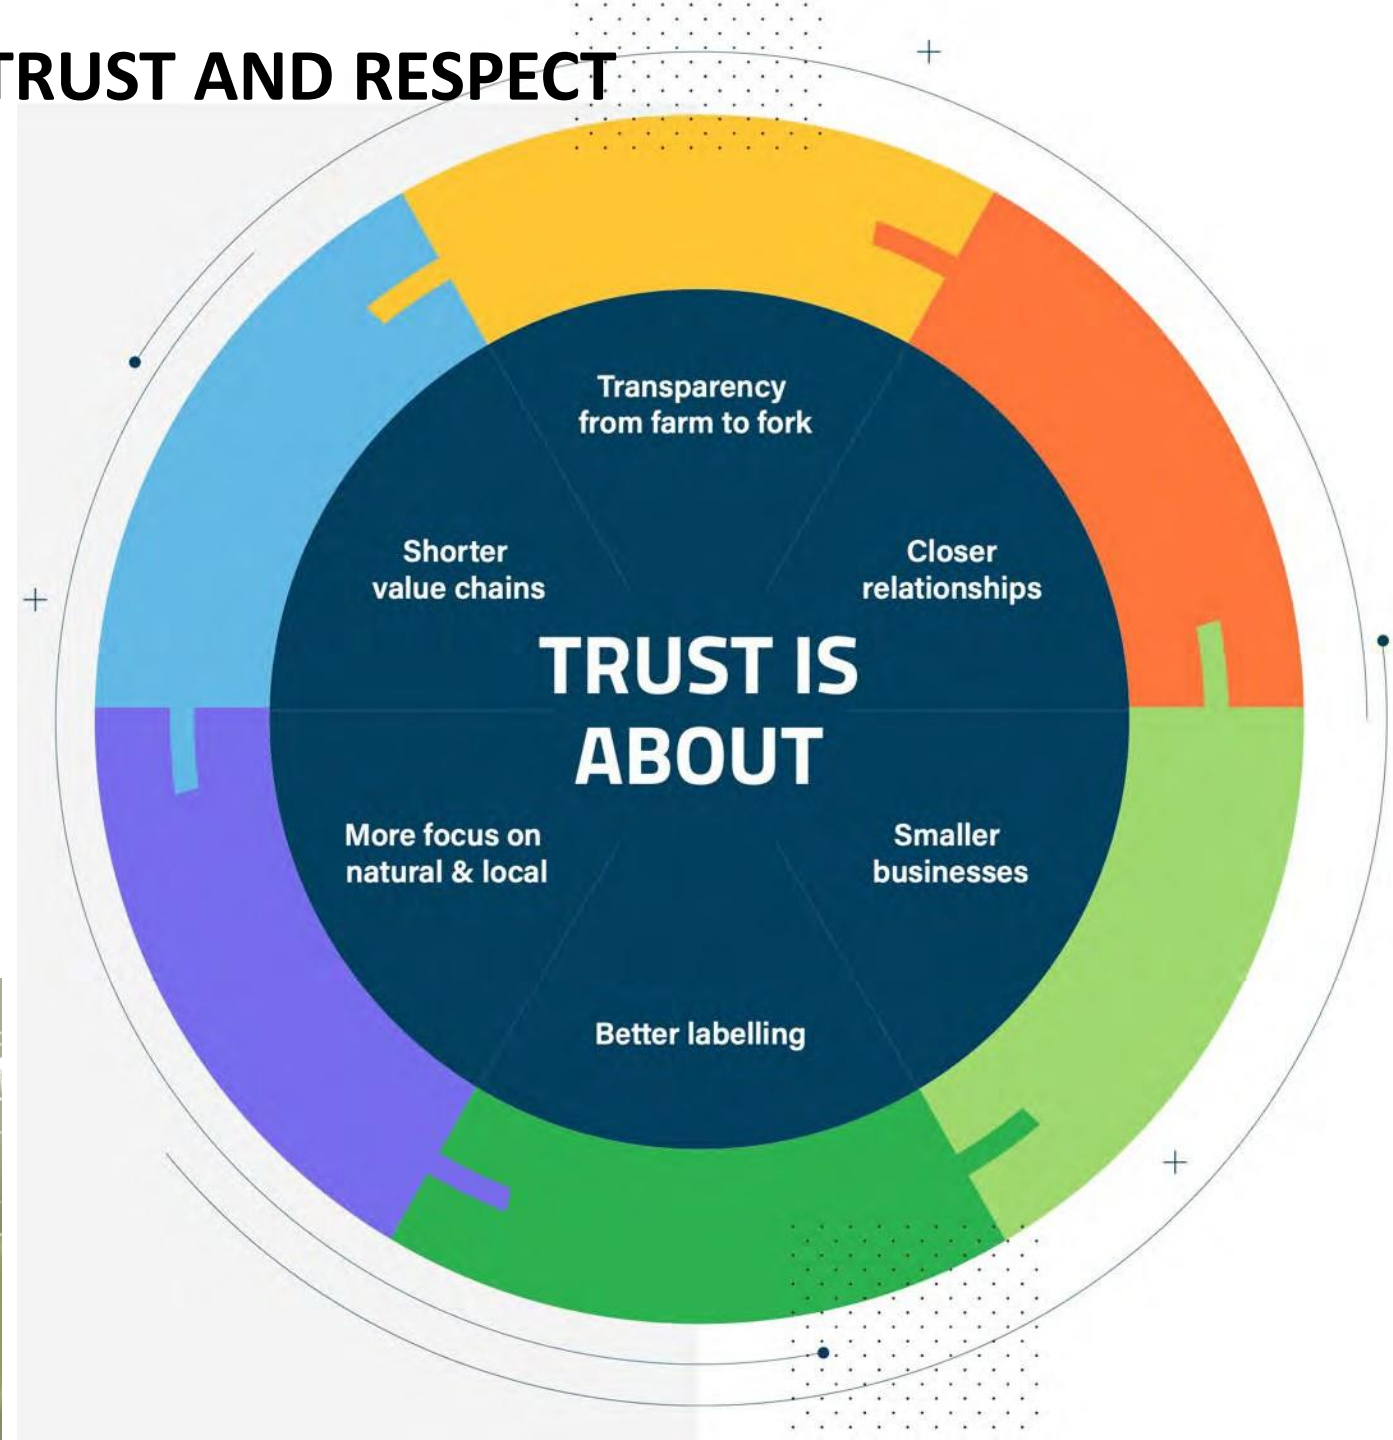 TRUST AND RESPECT
Transparency
from farm to fork
Closer
relationships
Smaller
businesses
Better labelling
More focus on
natural & local
Shorter
value chains
TRUST IS
ABOUT